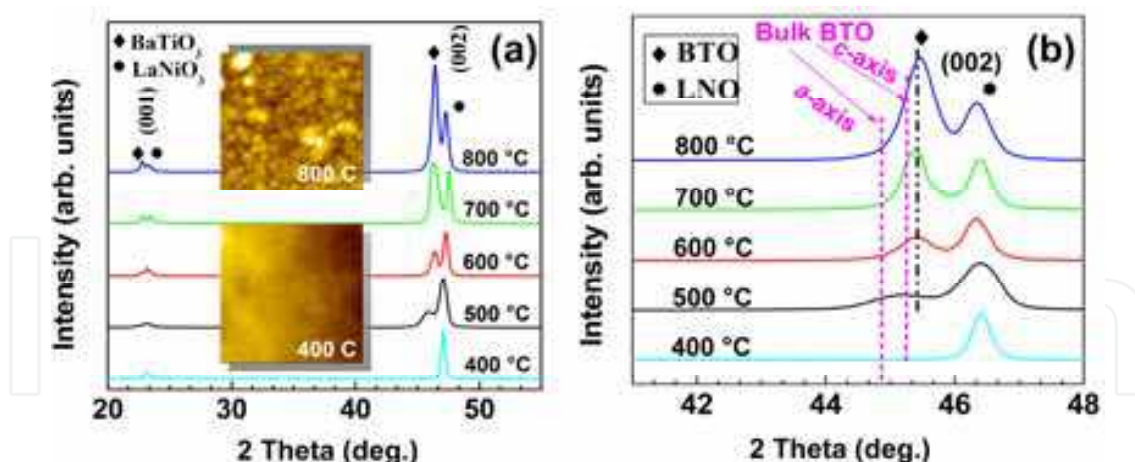 (a)
◆ BaTiO₃
● LaNiO₃
(001)
(002)
800 °C
700 °C
600 °C
500 °C
400 °C
800 C
400 C
Intensity (arb. units)
20 30 40 50
2 Theta (deg.)
(b)
Bulk BTO
c-axis
a-axis
◆ BTO
● LNO
(002)
800 °C
700 °C
600 °C
500 °C
400 °C
Intensity (arb. units)
42 44 46 48
2 Theta (deg.)